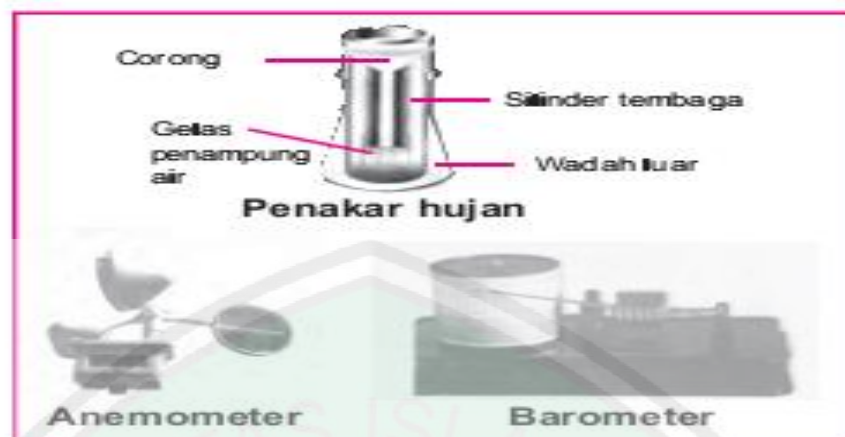 Corong
Silinder tembaga
Gelas
penampung
air
Wadah luar
Penakar hujan
Anemometer
Barometer